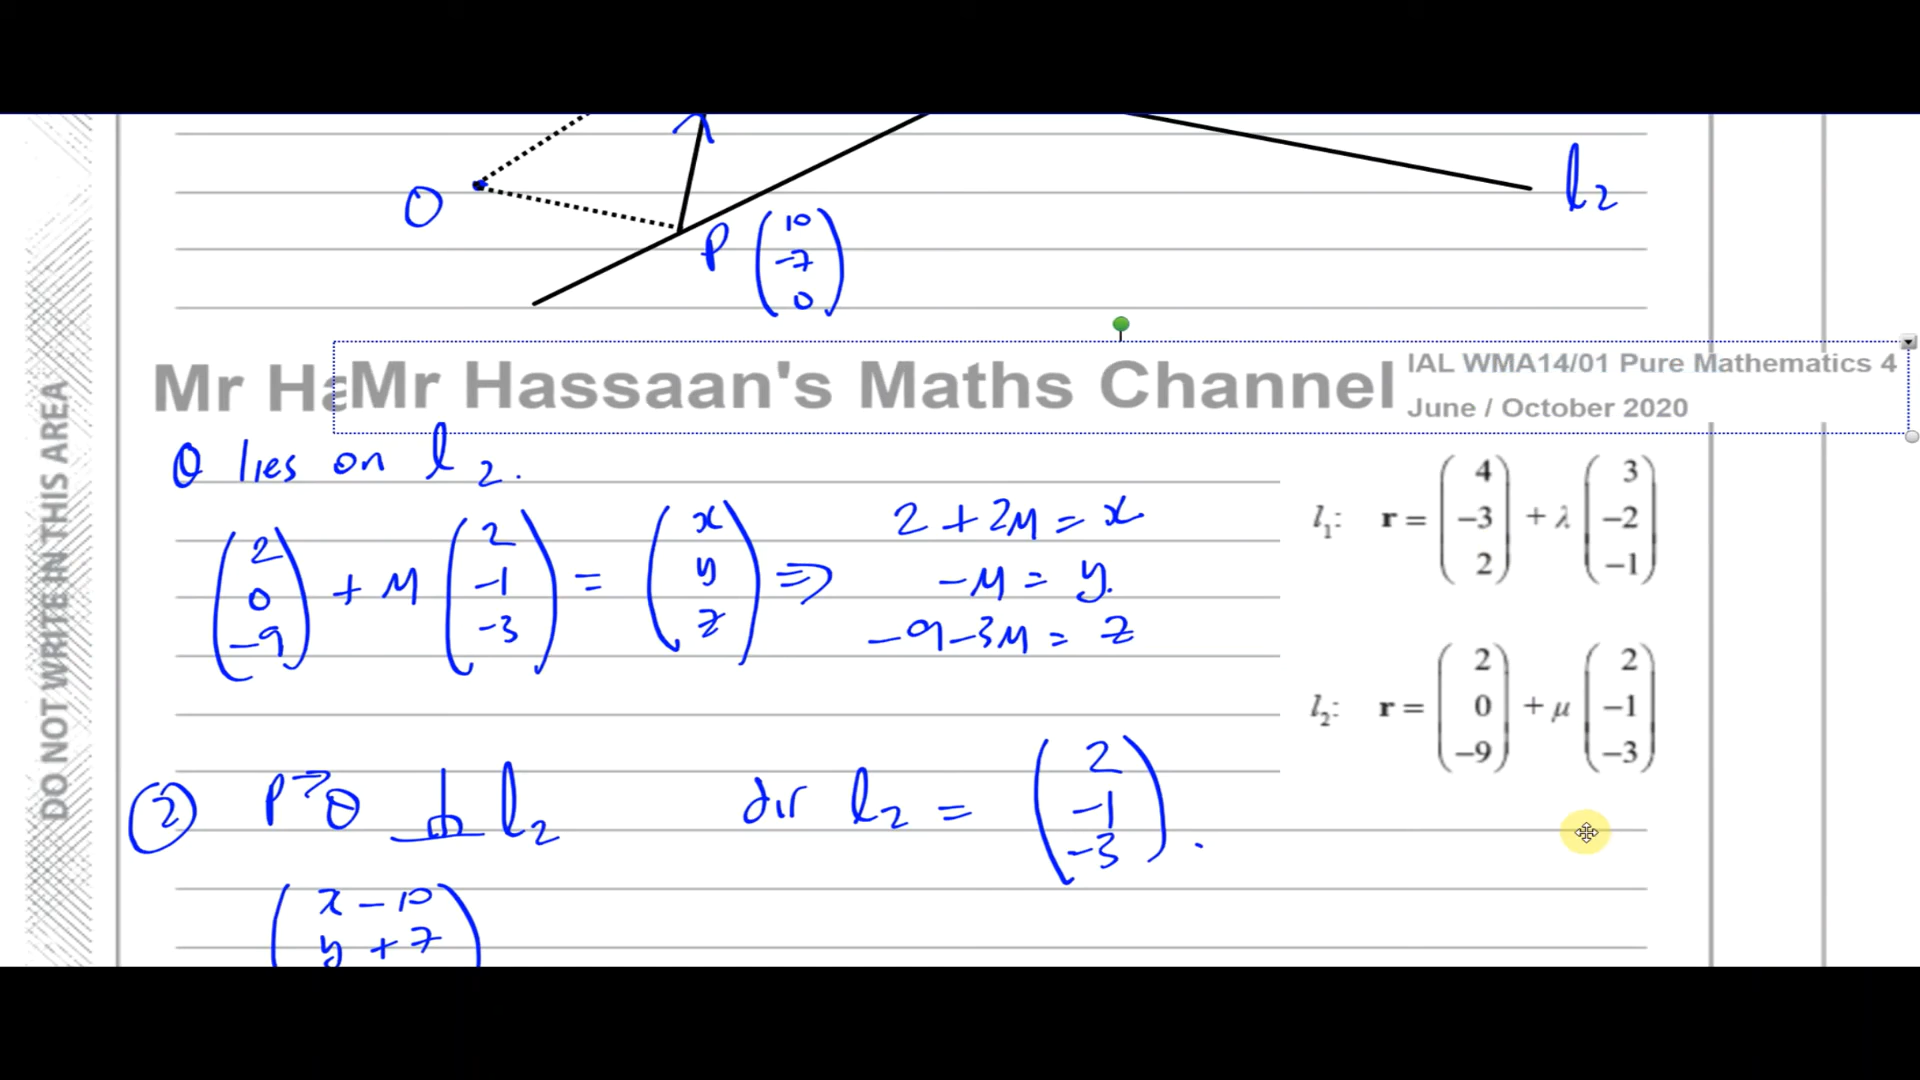 O
l₂
P (10 -7 0)
Mr Ha Mr Hassaan's Maths Channel
IAL WMA14/01 Pure Mathematics 4
June / October 2020
DO NOT WRITE IN THIS AREA
Q lies on l₂.
(2 0 -9) + μ (2 -1 -3) = (x y z) ⇒
2 + 2μ = x
-μ = y.
-9-3μ = z
l₁: r = (4 -3 2) + λ (3 -2 -1)
l₂: r = (2 0 -9) + μ (2 -1 -3)
② P→Q ⊥ l₂
dir l₂ = (2 -1 -3).
(x - 10
y + 7)